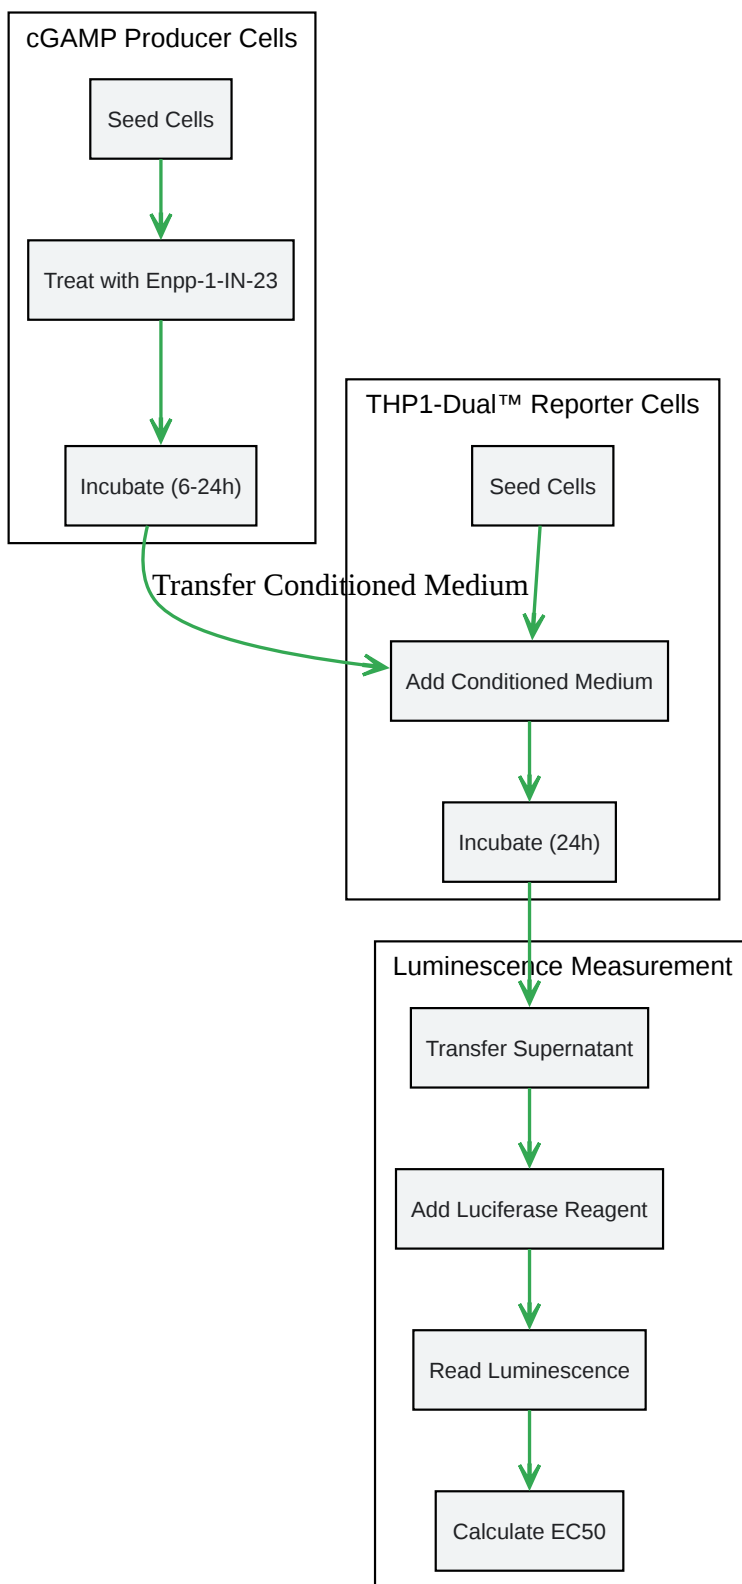 cGAMP Producer Cells
Seed Cells
Treat with Enpp-1-IN-23
Incubate (6-24h)
Transfer Conditioned Medium
THP1-Dual™ Reporter Cells
Seed Cells
Add Conditioned Medium
Incubate (24h)
Luminescence Measurement
Transfer Supernatant
Add Luciferase Reagent
Read Luminescence
Calculate EC50